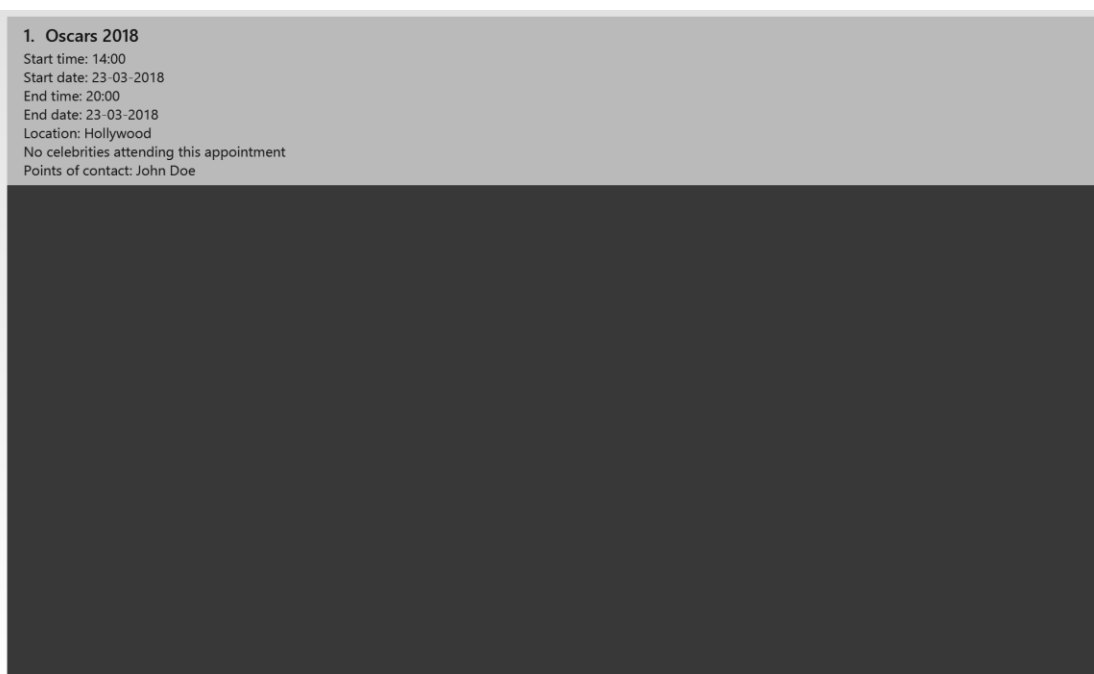 1. Oscars 2018
Start time: 14:00
Start date: 23-03-2018
End time: 20:00
End date: 23-03-2018
Location: Hollywood
No celebrities attending this appointment
Points of contact: John Doe